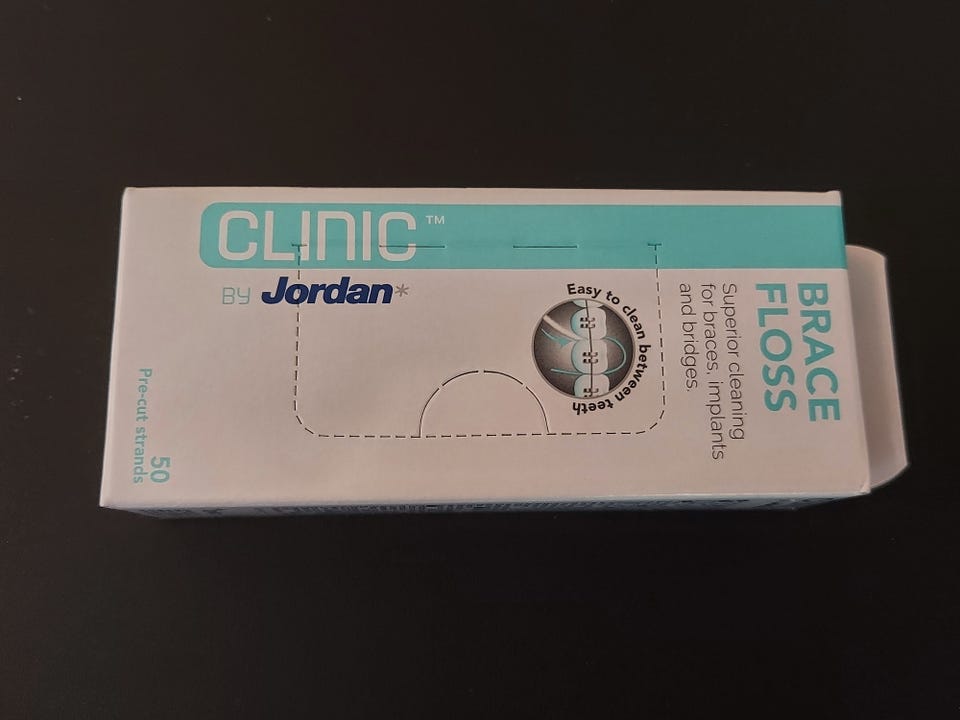 CLINIC™
BY Jordan*
Easy to clean between teeth
BRACE
FLOSS
Superior cleaning
for braces, implants
and bridges.
50
Pre-cut strands